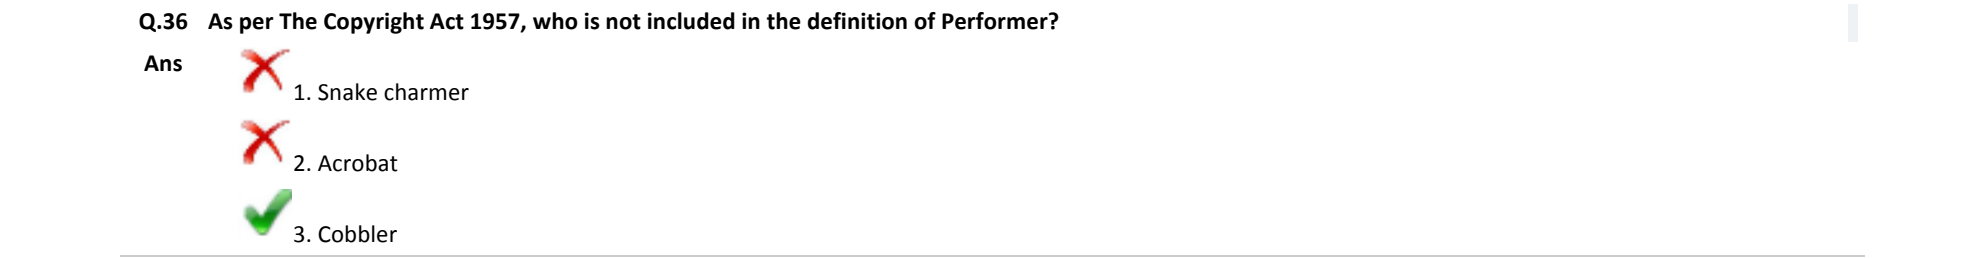 Q.36 As per The Copyright Act 1957, who is not included in the definition of Performer?
Ans
1. Snake charmer
2. Acrobat
3. Cobbler